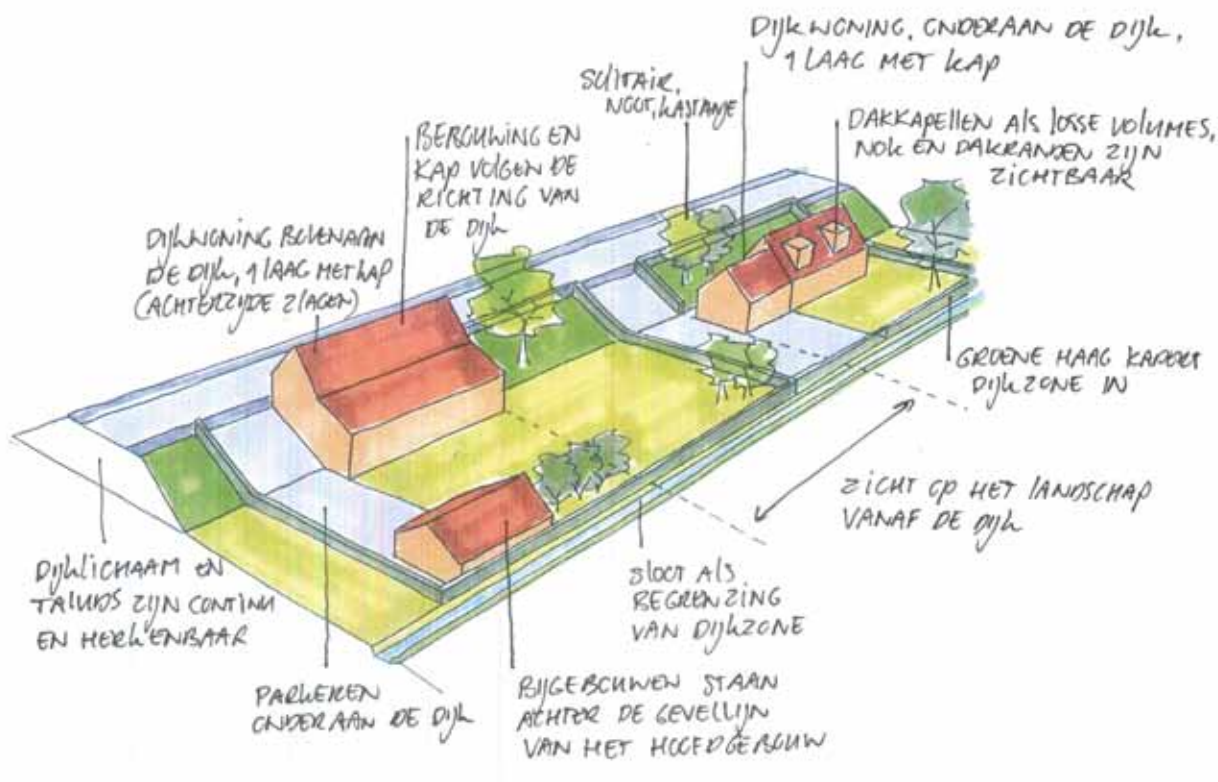 DIJKWONING, ONDERAAN DE DIJK,
1 LAAG MET KAP
SOLITAIR,
NOOT, KASTANJE
DAKKAPELLEN ALS LOSSE VOLUMES,
NOK EN DAKRANDEN ZIJN
ZICHTBAAR
BEBOUWING EN
KAP VOLGEN DE
RICHTING VAN
DE DIJK
DIJKWONING BOVENAAN
DE DIJK, 1 LAAG MET KAP
(ACHTERZIJDE 2 LAGEN)
GROENE HAAG KADERT
DIJKZONE IN
ZICHT OP HET LANDSCHAP
VANAF DE DIJK
DIJKLICHAAM EN
TALUDS ZIJN CONTINU
EN HERKENBAAR
SLOOT ALS
BEGRENZING
VAN DIJKZONE
PARKEREN
ONDERAAN DE DIJK
BIJGEBOUWEN STAAN
ACHTER DE GEVELLIJN
VAN HET HOOFDGEBOUW